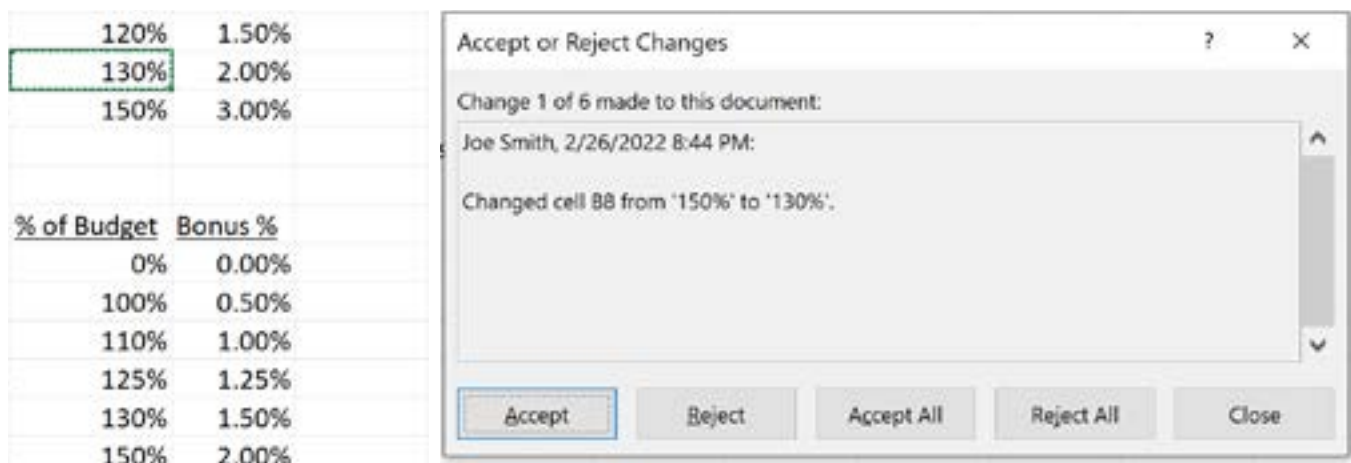 120% 1.50%
130% 2.00%
150% 3.00%
% of Budget Bonus %
0% 0.00%
100% 0.50%
110% 1.00%
125% 1.25%
130% 1.50%
150% 2.00%
Accept or Reject Changes ? ×
Change 1 of 6 made to this document:
Joe Smith, 2/26/2022 8:44 PM:
Changed cell B8 from '150%' to '130%'.
Accept Reject Accept All Reject All Close